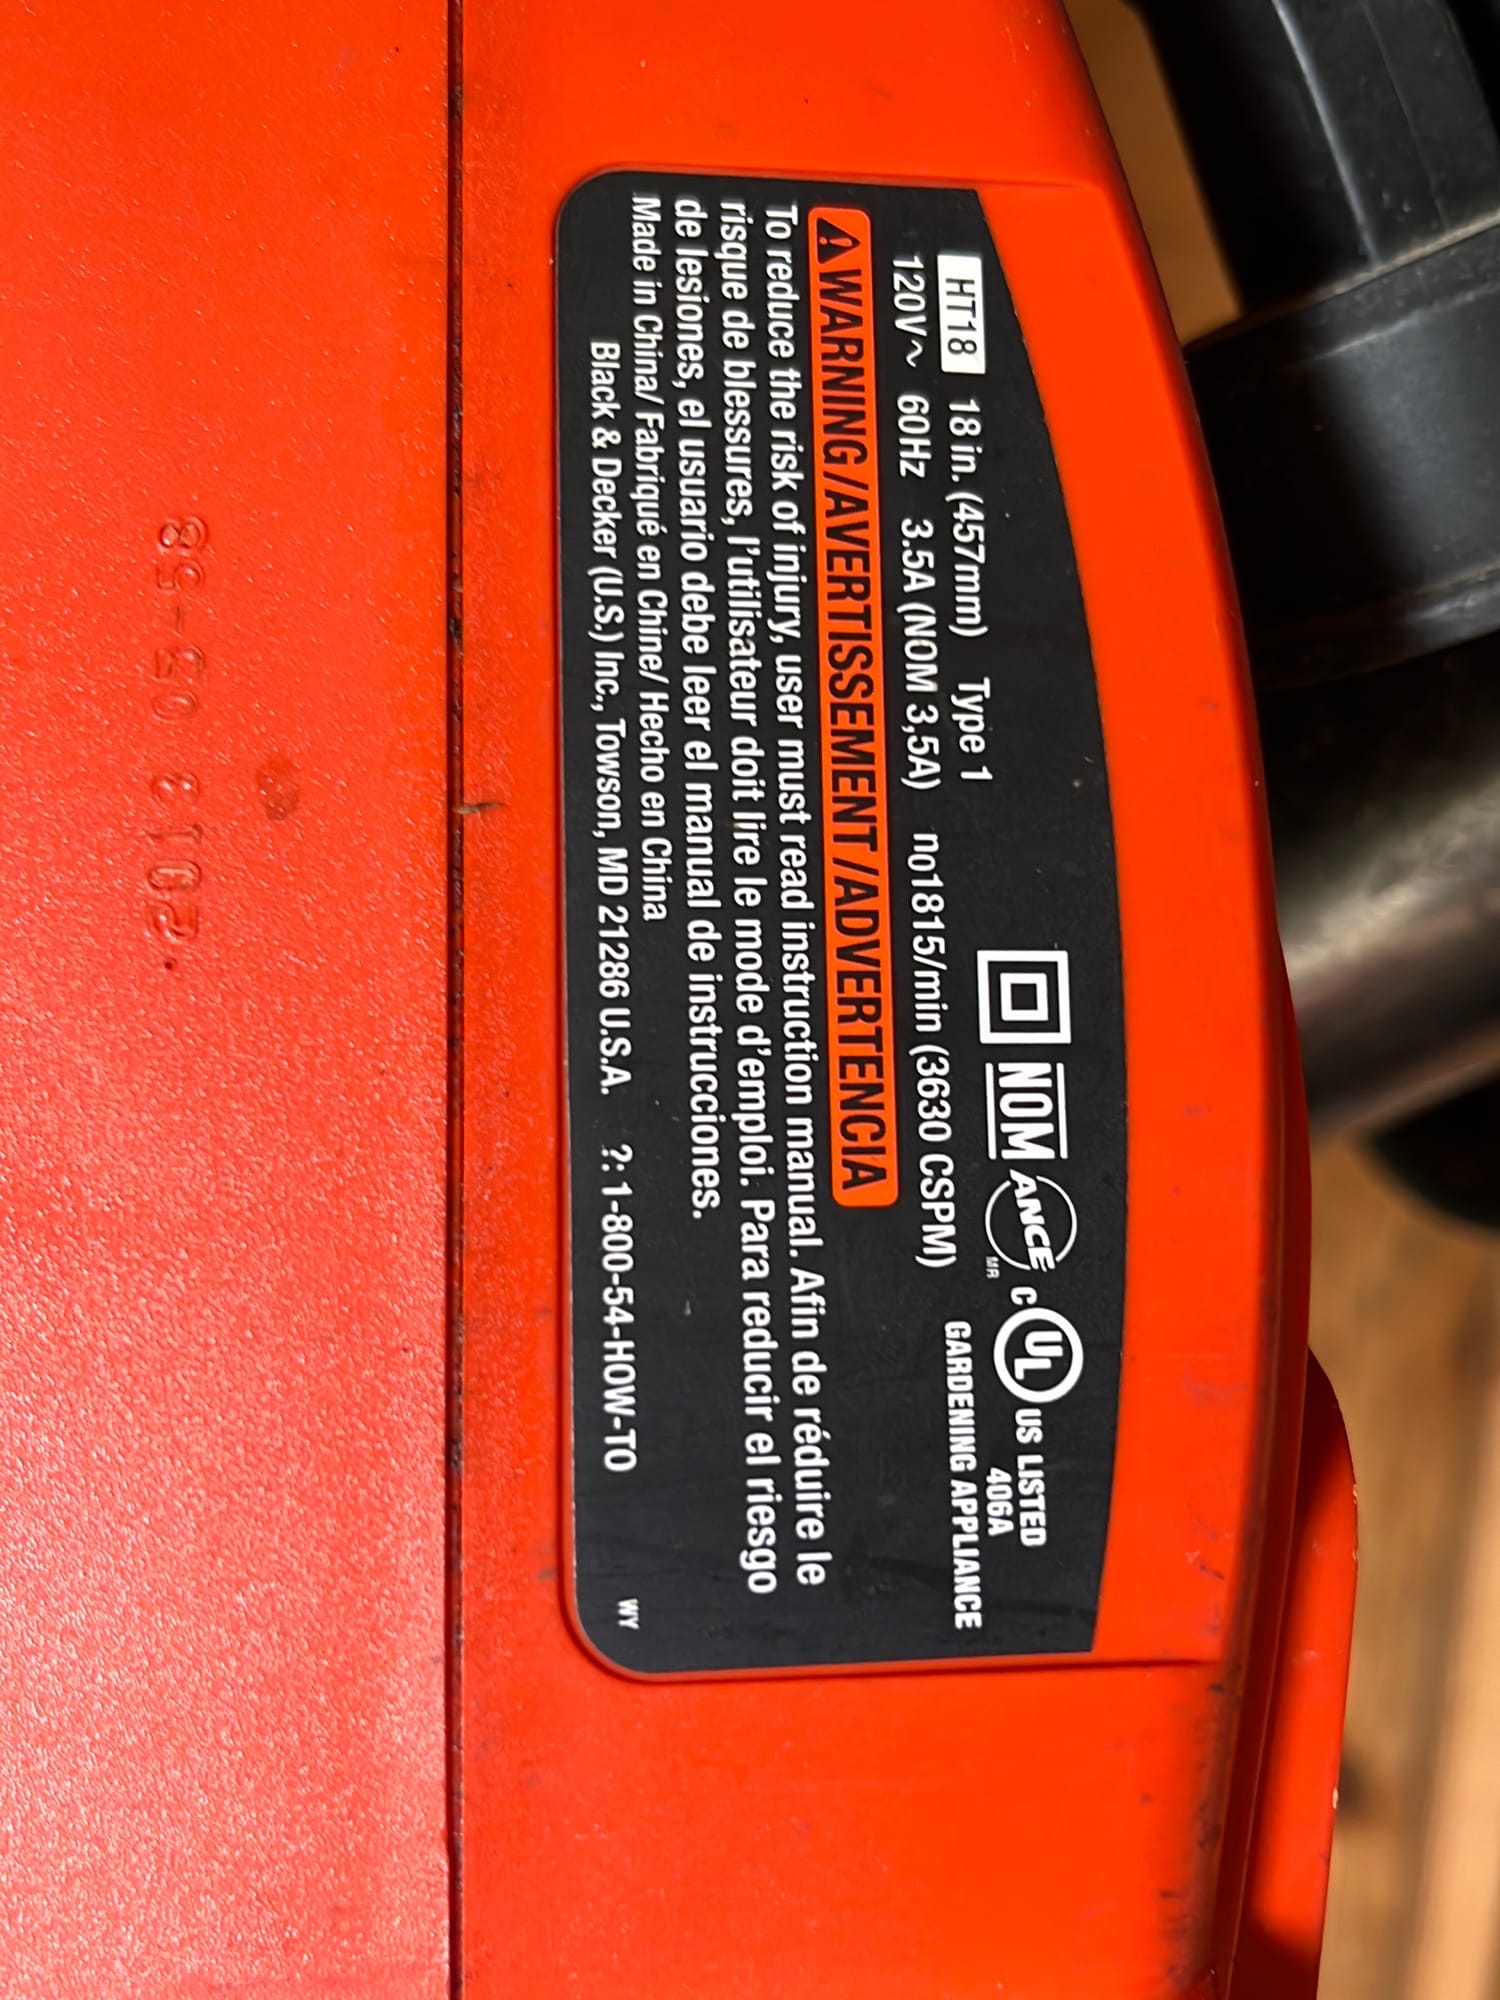 NOM ANCE MR C UL US LISTED
406A
HT18 18 in. (457mm) Type 1
GARDENING APPLIANCE
120V~ 60Hz 3.5A (NOM 3,5A) no1815/min (3630 CSPM)
WARNING/AVERTISSEMENT/ADVERTENCIA
To reduce the risk of injury, user must read instruction manual. Afin de réduire le
risque de blessures, l'utilisateur doit lire le mode d'emploi. Para reducir el riesgo
de lesiones, el usuario debe leer el manual de instrucciones.
Made in China/ Fabriqué en Chine/ Hecho en China
Black & Decker (U.S.) Inc., Towson, MD 21286 U.S.A. ?: 1-800-54-HOW-TO
WY
2013 05-58